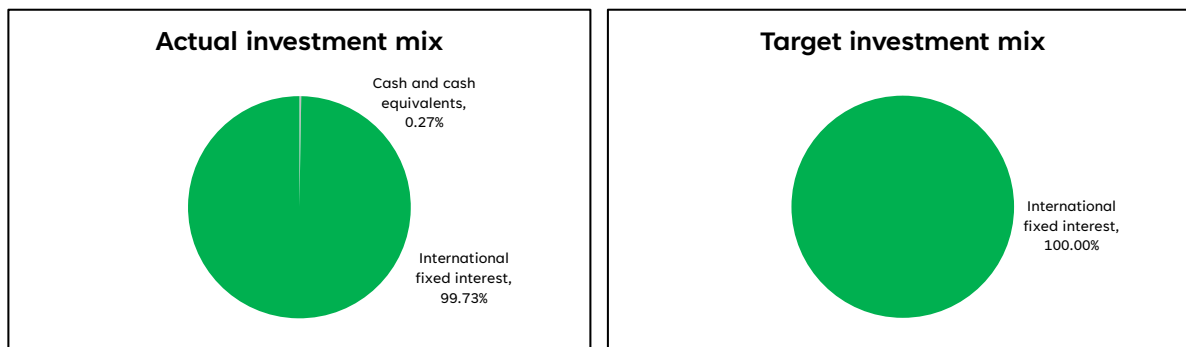 Actual investment mix
Cash and cash
equivalents,
0.27%
International
fixed interest,
99.73%
Target investment mix
International
fixed interest,
100.00%